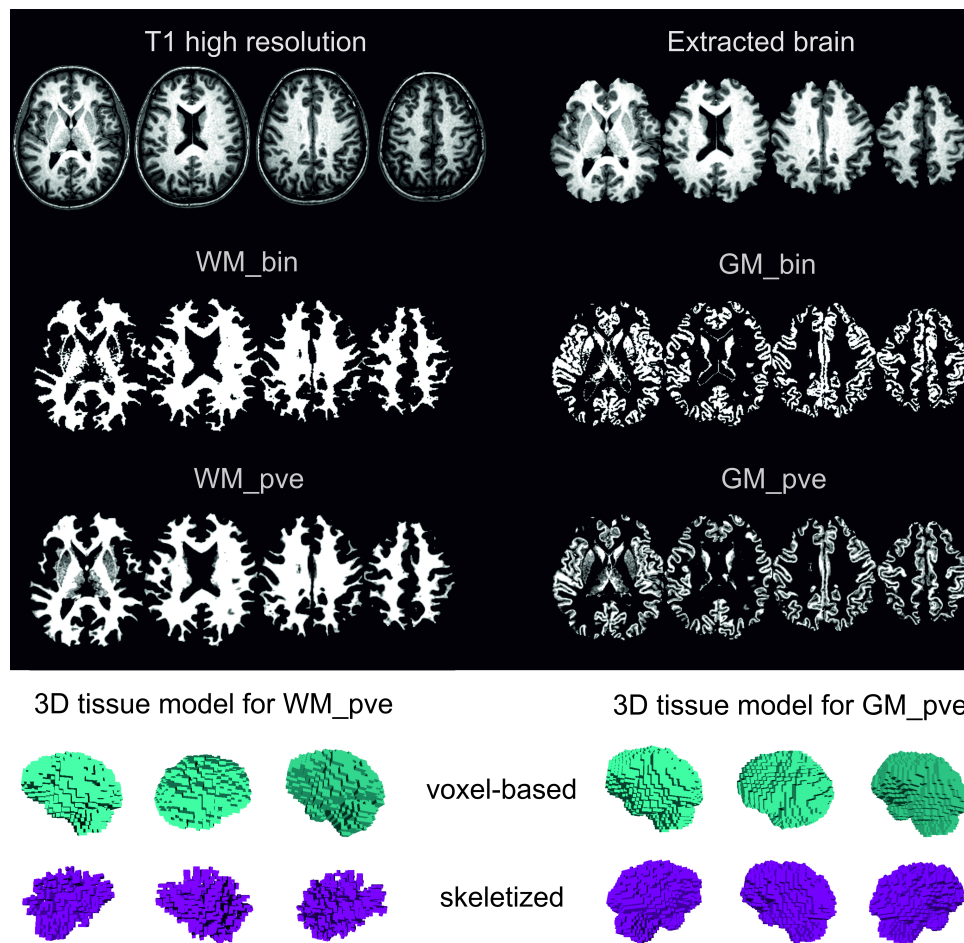 T1 high resolution
Extracted brain
WM_bin
GM_bin
WM_pve
GM_pve
3D tissue model for WM_pve
3D tissue model for GM_pve
voxel-based
skeletized